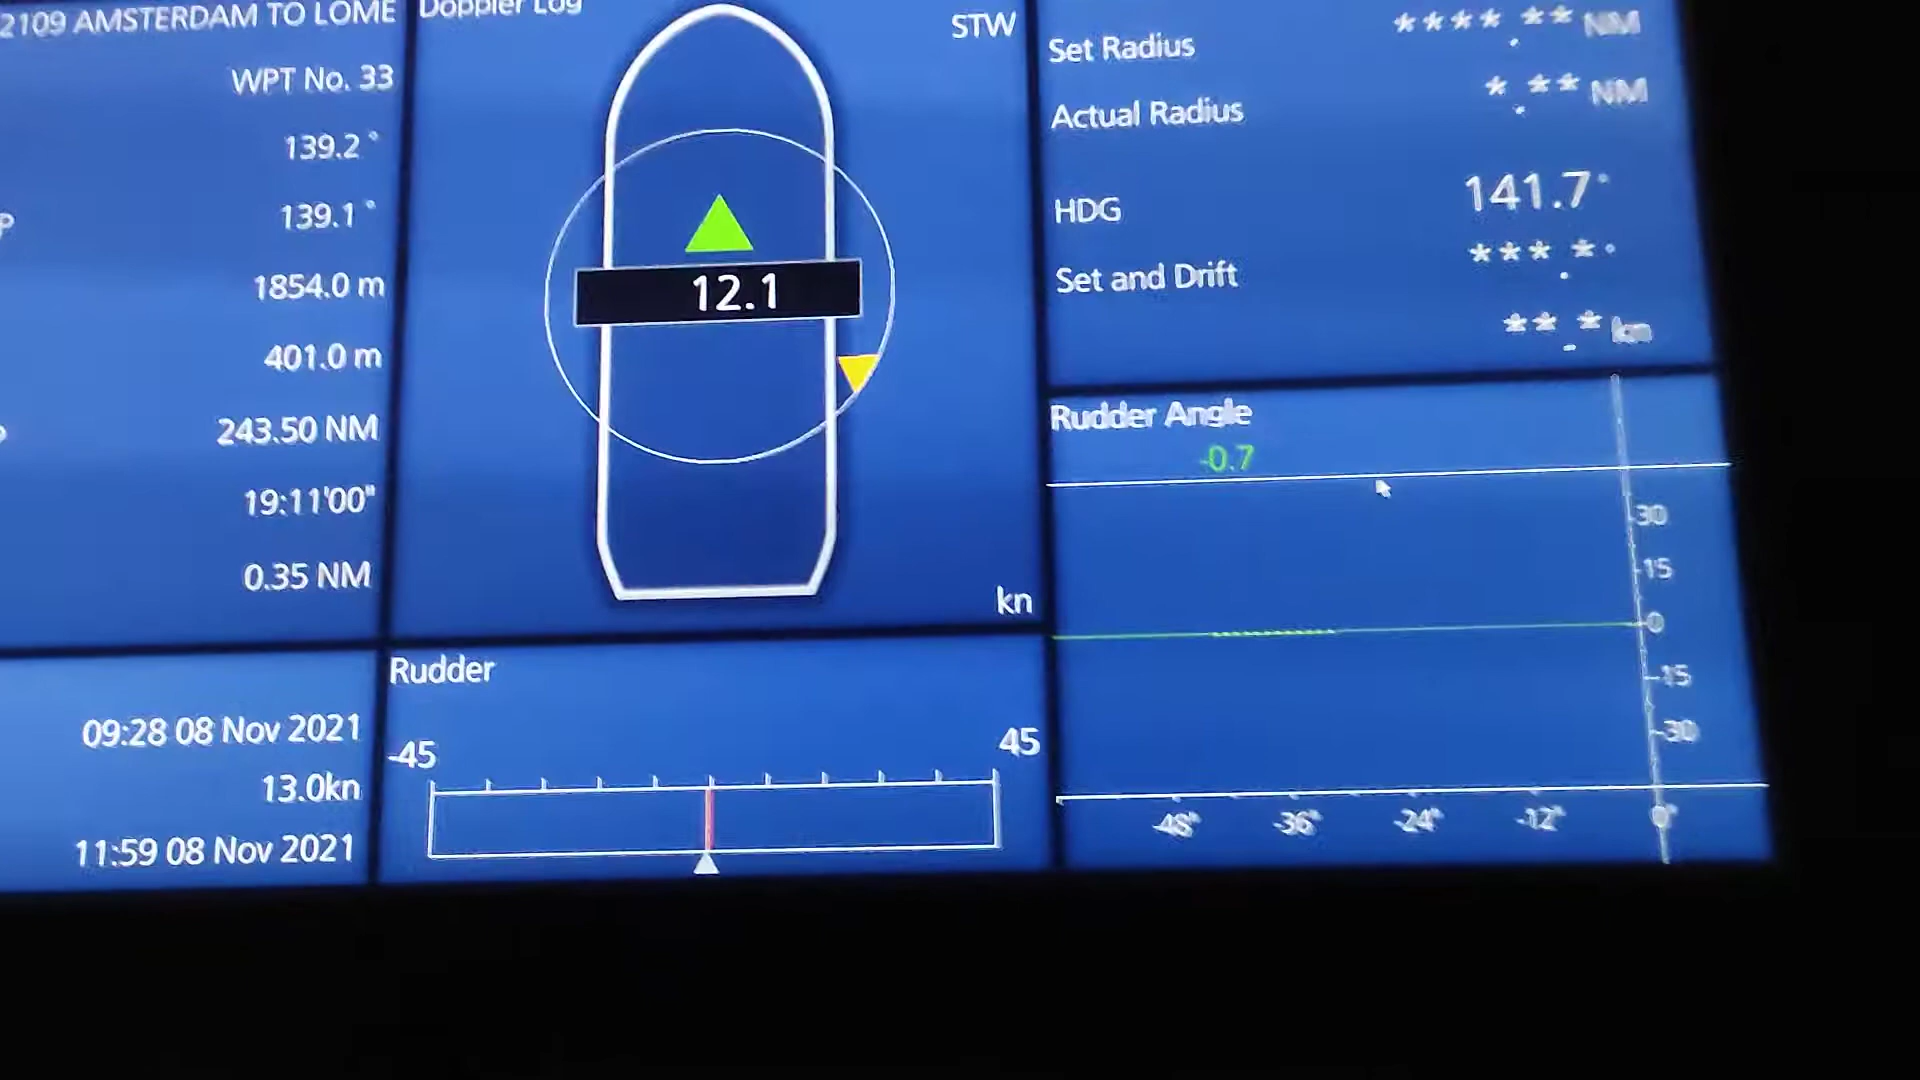 2109 AMSTERDAM TO LOME
WPT No. 33
139.2°
P 139.1°
1854.0 m
401.0 m
243.50 NM
19:11'00"
0.35 NM
09:28 08 Nov 2021
13.0kn
11:59 08 Nov 2021
Doppler Log
STW
12.1
kn
Rudder
-45 45
Set Radius ****.** NM
Actual Radius *.** NM
HDG 141.7°
Set and Drift ***.*°
**.* kn
Rudder Angle
-0.7
30
15
0
-15
-30
-48" -36" -24" -12" 0"